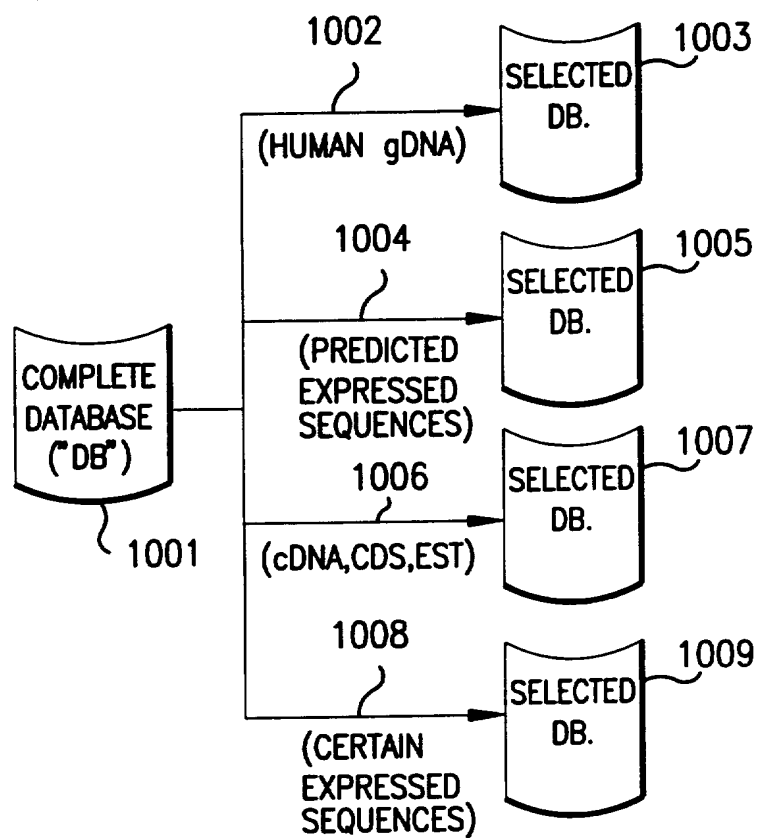 1002
1003
SELECTED
DB.
(HUMAN gDNA)
1004
1005
SELECTED
DB.
(PREDICTED
EXPRESSED
SEQUENCES)
COMPLETE
DATABASE
("DB")
1001
1006
1007
SELECTED
DB.
(cDNA,CDS,EST)
1008
1009
SELECTED
DB.
(CERTAIN
EXPRESSED
SEQUENCES)